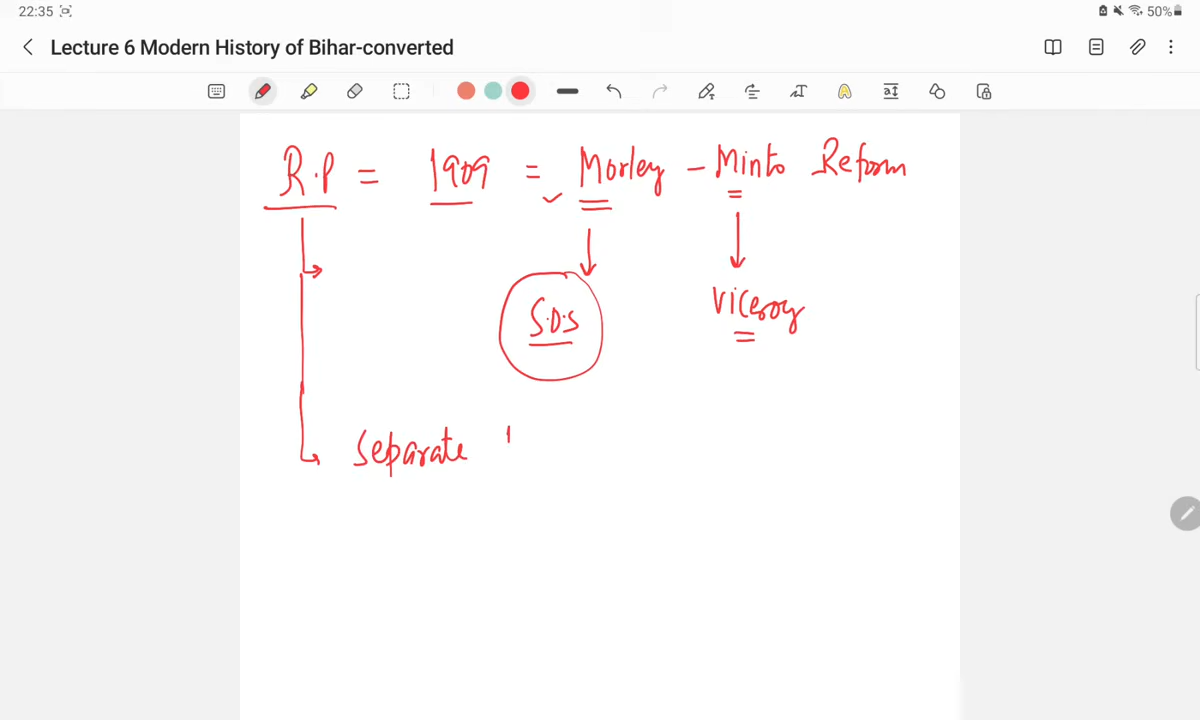 22:35 50%
Lecture 6 Modern History of Bihar-converted
R.P = 1909 = Morley - Minto Reform
S.O.S Viceroy
Separate